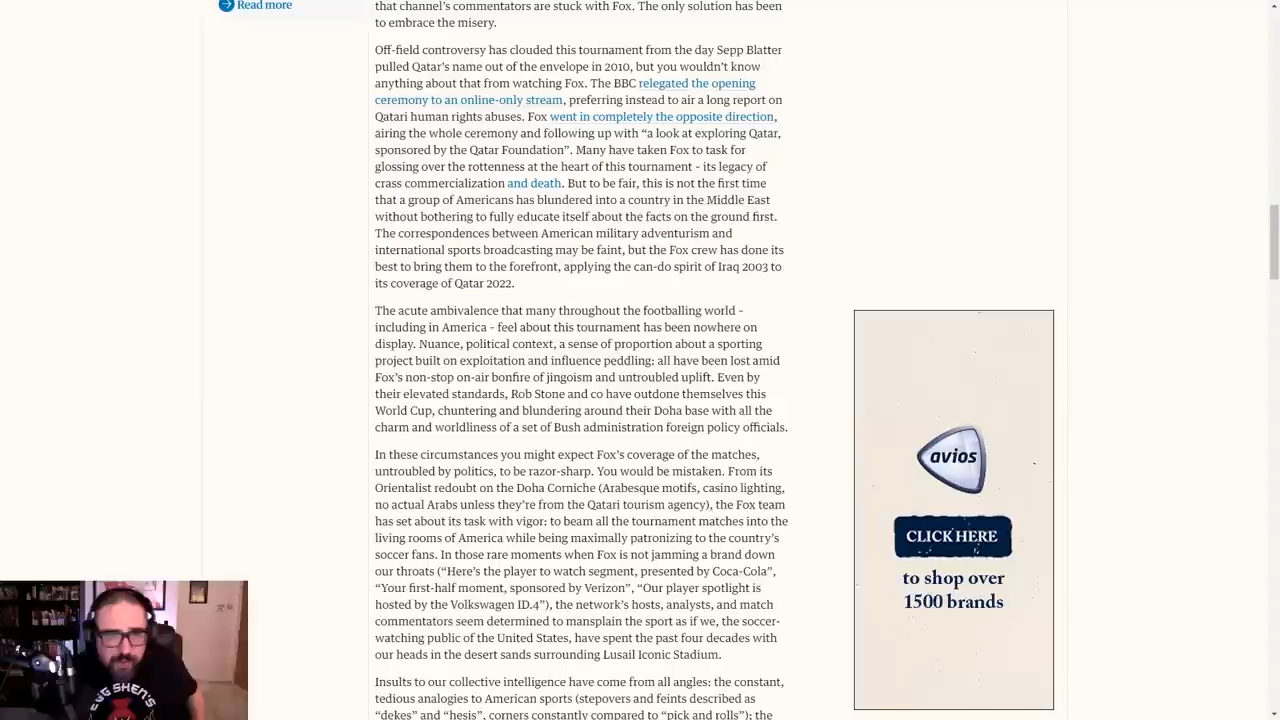 Read more
that channel’s commentators are stuck with Fox. The only solution has been
to embrace the misery.
Off-field controversy has clouded this tournament from the day Sepp Blatter
pulled Qatar’s name out of the envelope in 2010, but you wouldn’t know
anything about that from watching Fox. The BBC relegated the opening
ceremony to an online-only stream, preferring instead to air a long report on
Qatari human rights abuses. Fox went in completely the opposite direction,
airing the whole ceremony and following up with “a look at exploring Qatar,
sponsored by the Qatar Foundation”. Many have taken Fox to task for
glossing over the rottenness at the heart of this tournament – its legacy of
crass commercialization and death. But to be fair, this is not the first time
that a group of Americans has blundered into a country in the Middle East
without bothering to fully educate itself about the facts on the ground first.
The correspondences between American military adventurism and
international sports broadcasting may be faint, but the Fox crew has done its
best to bring them to the forefront, applying the can-do spirit of Iraq 2003 to
its coverage of Qatar 2022.
The acute ambivalence that many throughout the footballing world –
including in America – feel about this tournament has been nowhere on
display. Nuance, political context, a sense of proportion about a sporting
project built on exploitation and influence peddling: all have been lost amid
Fox’s non-stop on-air bonfire of jingoism and untroubled uplift. Even by
their elevated standards, Rob Stone and co have outdone themselves this
World Cup, chuntering and blundering around their Doha base with all the
charm and worldliness of a set of Bush administration foreign policy officials.
In these circumstances you might expect Fox’s coverage of the matches,
untroubled by politics, to be razor-sharp. You would be mistaken. From its
Orientalist redoubt on the Doha Corniche (Arabesque motifs, casino lighting,
no actual Arabs unless they’re from the Qatari tourism agency), the Fox team
has set about its task with vigor: to beam all the tournament matches into the
living rooms of America while being maximally patronizing to the country’s
soccer fans. In those rare moments when Fox is not jamming a brand down
our throats (“Here’s the player to watch segment, presented by Coca-Cola”,
“Your first-half moment, sponsored by Verizon”, “Our player spotlight is
hosted by the Volkswagen ID.4”), the network’s hosts, analysts, and match
commentators seem determined to mansplain the sport as if we, the soccer-
watching public of the United States, have spent the past four decades with
our heads in the desert sands surrounding Lusail Iconic Stadium.
Insults to our collective intelligence have come from all angles: the constant,
tedious analogies to American sports (stepovers and feints described as
“dekes” and “hesis”, corners constantly compared to “pick and rolls”); the
avios
CLICK HERE
to shop over
1500 brands
EGG SHEN'S